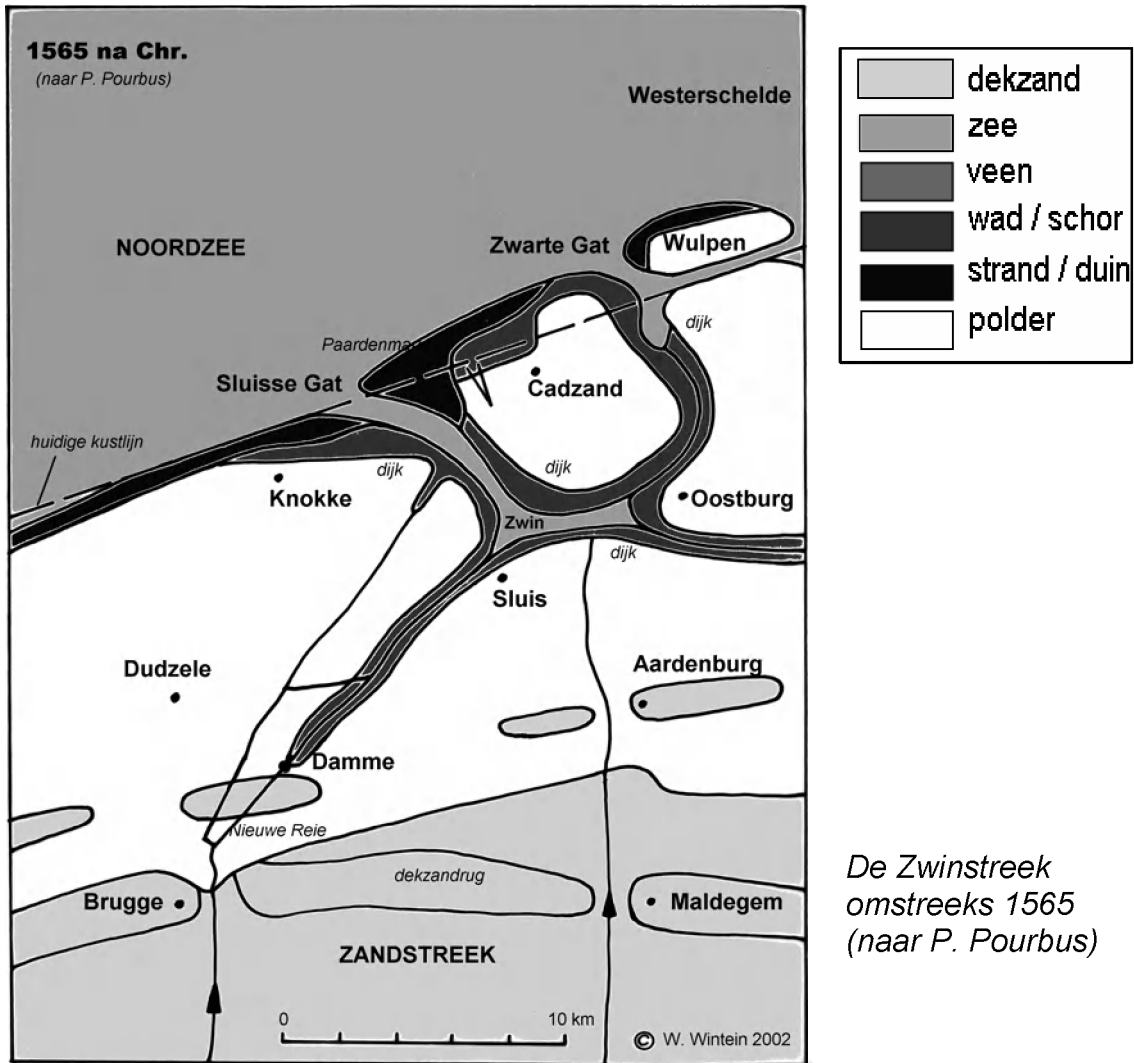 1565 na Chr.
(naar P. Pourbus)
Westerschelde
NOORDZEE
Zwarte Gat
Wulpen
dijk
Paardenma
Sluisse Gat
Cadzand
huidige kustlijn
dijk
dijk
Knokke
Oostburg
Zwin
dijk
Sluis
Dudzele
Aardenburg
Damme
Nieuwe Reie
dekzandrug
Brugge
Maldegem
ZANDSTREEK
0
10 km
© W. Wintein 2002
dekzand
zee
veen
wad / schor
strand / duin
polder
De Zwinstreek
omstreeks 1565
(naar P. Pourbus)